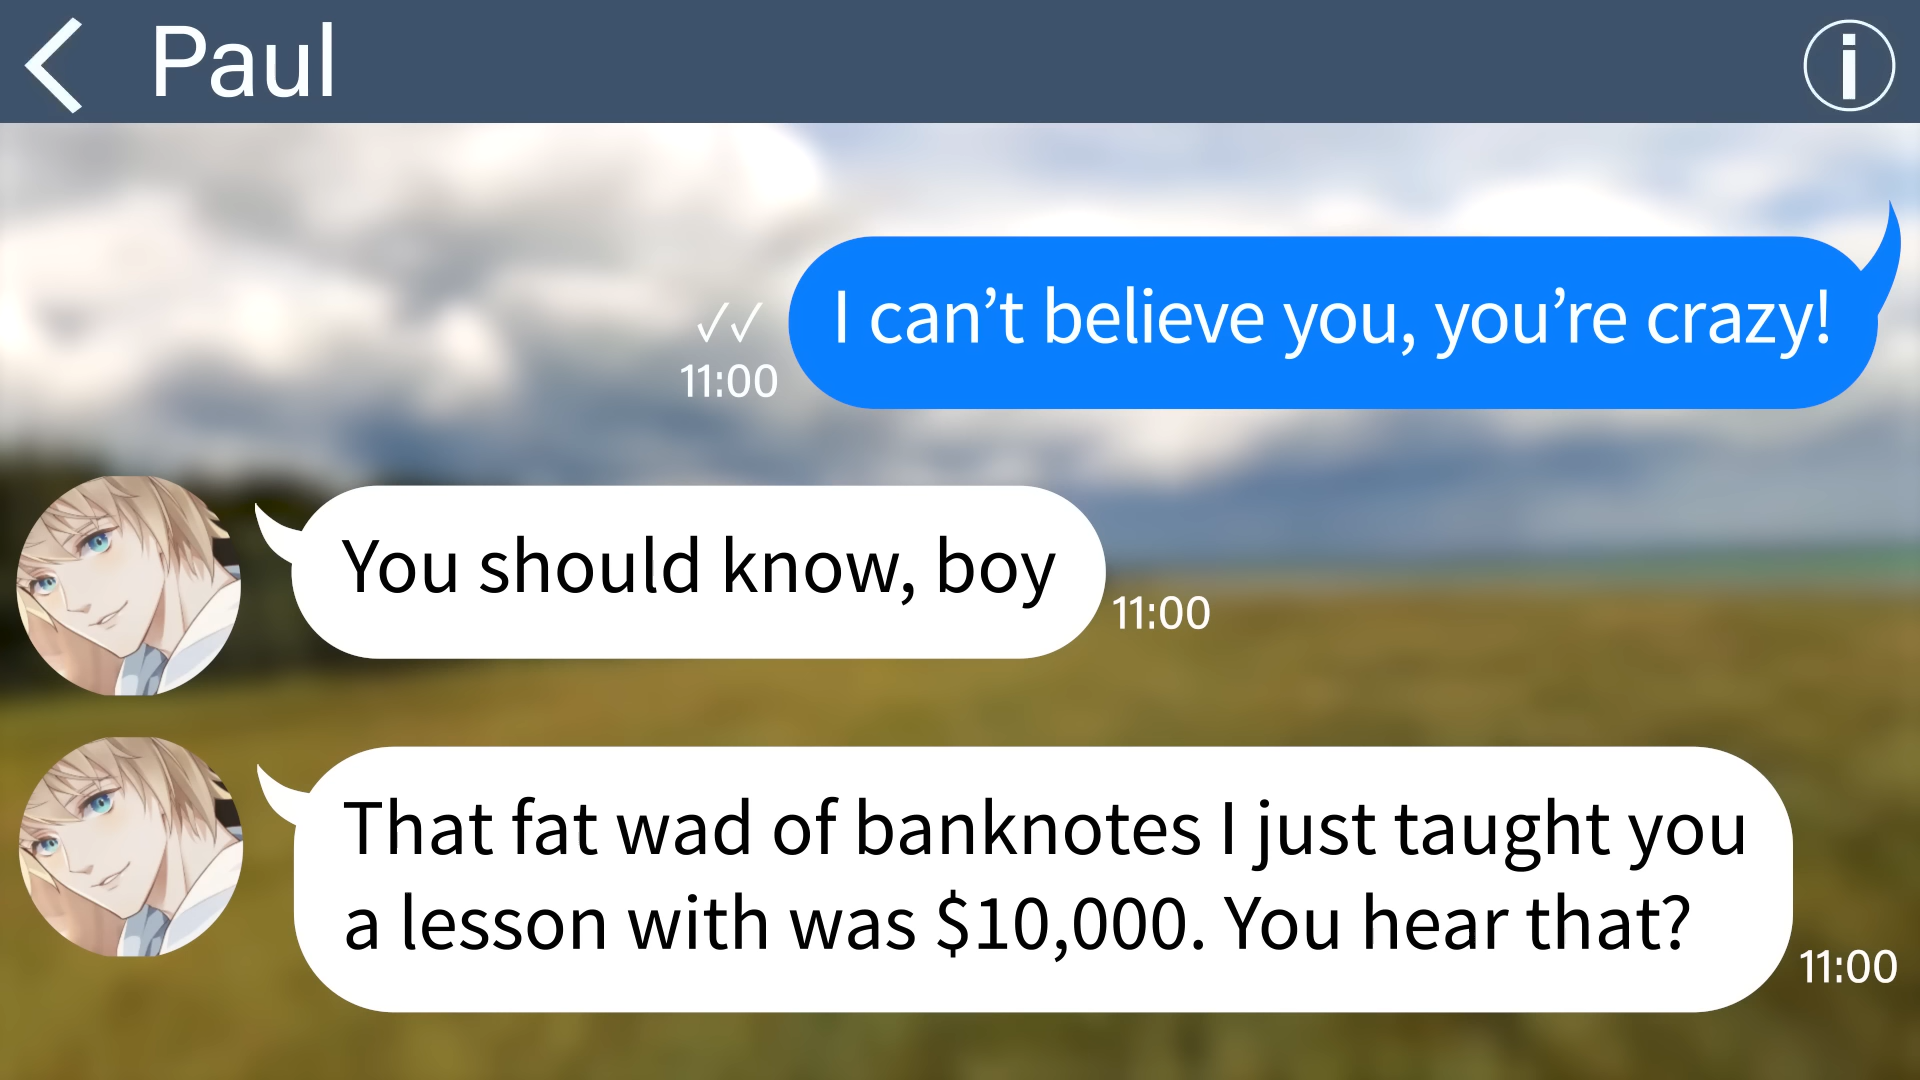 Paul
I can’t believe you, you’re crazy!
✓✓
11:00
You should know, boy
11:00
That fat wad of banknotes I just taught you
a lesson with was $10,000. You hear that?
11:00